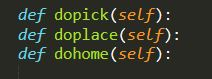 def dopick(self):
def doplace(self):
def dohome(self):